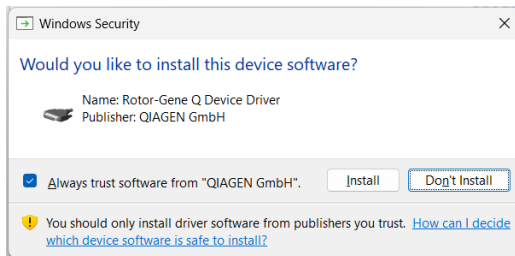 Windows Security
Would you like to install this device software?
Name: Rotor-Gene Q Device Driver
Publisher: QIAGEN GmbH
Always trust software from "QIAGEN GmbH". Install Don't Install
You should only install driver software from publishers you trust. How can I decide
which device software is safe to install?